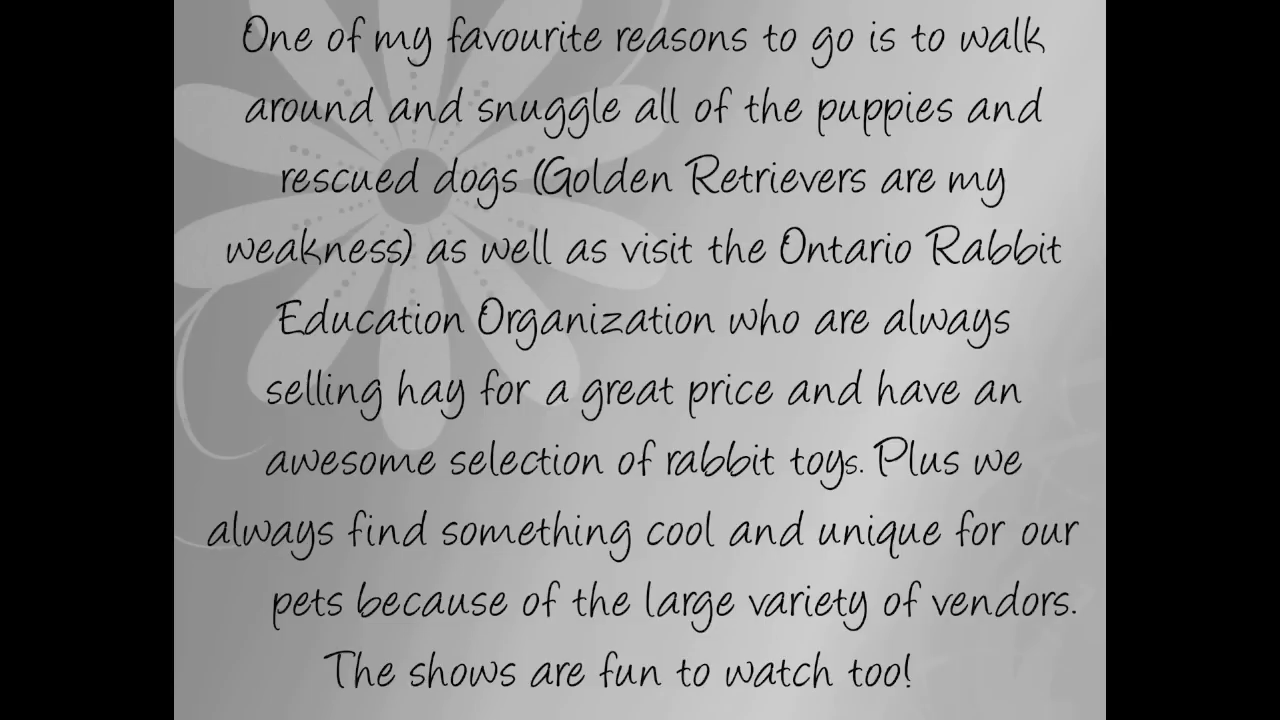 One of my favourite reasons to go is to walk
around and snuggle all of the puppies and
rescued dogs (Golden Retrievers are my
weakness) as well as visit the Ontario Rabbit
Education Organization who are always
selling hay for a great price and have an
awesome selection of rabbit toys. Plus we
always find something cool and unique for our
pets because of the large variety of vendors.
The shows are fun to watch too!